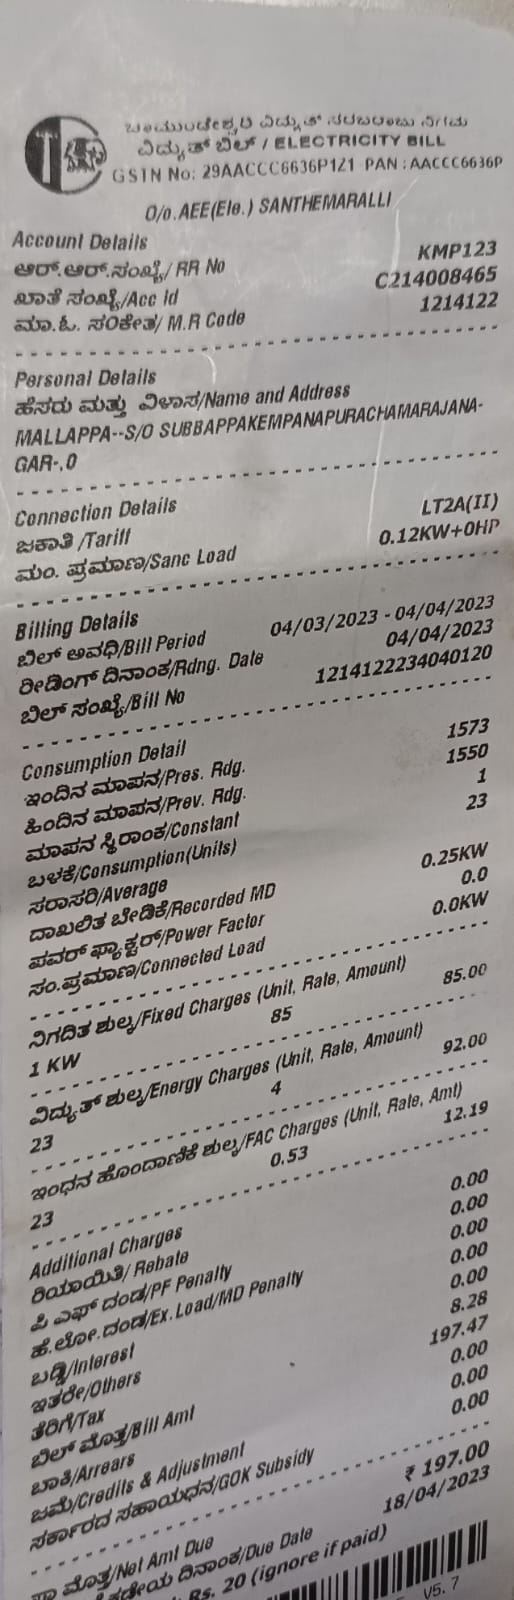 ಚಾಮುಂಡೇಶ್ವರಿ ವಿದ್ಯುತ್ ಸರಬರಾಜು ನಿಗಮ
ವಿದ್ಯುತ್ ಬಿಲ್ / ELECTRICITY BILL
GSTN No: 29AACCC6636P1Z1 PAN : AACCC6636P
O/o.AEE(Ele.) SANTHEMARALLI
Account Details
ಆರ್.ಆರ್.ಸಂಖ್ಯೆ/ RR No KMP123
ಖಾತೆ ಸಂಖ್ಯೆ/Acc Id C214008465
ಮಾ.ಓ. ಸಂಕೇತ/ M.R Code 1214122
Personal Details
ಹೆಸರು ಮತ್ತು ವಿಳಾಸ/Name and Address
MALLAPPA--S/O SUBBAPPAKEMPANAPURACHAMARAJANA-
GAR-,0
Connection Details
ಜಕಾತಿ /Tariff LT2A(II)
ಮಂ. ಪ್ರಮಾಣ/Sanc Load 0.12KW+0HP
Billing Details
ಬಿಲ್ ಅವಧಿ/Bill Period 04/03/2023 - 04/04/2023
ರೀಡಿಂಗ್ ದಿನಾಂಕ/Rdng. Date 04/04/2023
ಬಿಲ್ ಸಂಖ್ಯೆ/Bill No 1214122234040120
Consumption Detail
ಇಂದಿನ ಮಾಪನ/Pres. Rdg. 1573
ಹಿಂದಿನ ಮಾಪನ/Prev. Rdg. 1550
ಮಾಪನ ಸ್ಥಿರಾಂಕ/Constant 1
ಬಳಕೆ/Consumption(Units) 23
ಸರಾಸರಿ/Average
ದಾಖಲಿತ ಬೇಡಿಕೆ/Recorded MD 0.25KW
ಪವರ್ ಫ್ಯಾಕ್ಟರ್/Power Factor 0.0
ಸಂ.ಪ್ರಮಾಣ/Connected Load 0.0KW
ನಿಗದಿತ ಶುಲ್ಕ/Fixed Charges (Unit, Rate, Amount)
1 KW 85 85.00
ವಿದ್ಯುತ್ ಶುಲ್ಕ/Energy Charges (Unit, Rate, Amount)
23 4 92.00
ಇಂಧನ ಹೊಂದಾಣಿಕೆ ಶುಲ್ಕ/FAC Charges (Unit, Rate, Amt)
23 0.53 12.19
Additional Charges
ರಿಯಾಯಿತಿ/ Rebate 0.00
ಪಿ ಎಫ್ ದಂಡ/PF Penalty 0.00
ಹೆ.ಲೋ.ದಂಡ/Ex.Load/MD Penalty 0.00
ಬಡ್ಡಿ/Interest 0.00
ಇತರೇ/Others 0.00
ತೆರಿಗೆ/Tax 8.28
ಬಿಲ್ ಮೊತ್ತ/Bill Amt 197.47
ಬಾಕಿ/Arrears 0.00
ಜಮೆ/Credits & Adjustment 0.00
ಸರ್ಕಾರದ ಸಹಾಯಧನ/GOK Subsidy 0.00
ಮೊತ್ತ/Net Amt Due ₹ 197.00
ಕಡೇಯ ದಿನಾಂಕ/Due Date 18/04/2023
Rs. 20 (ignore if paid)
V5. 7